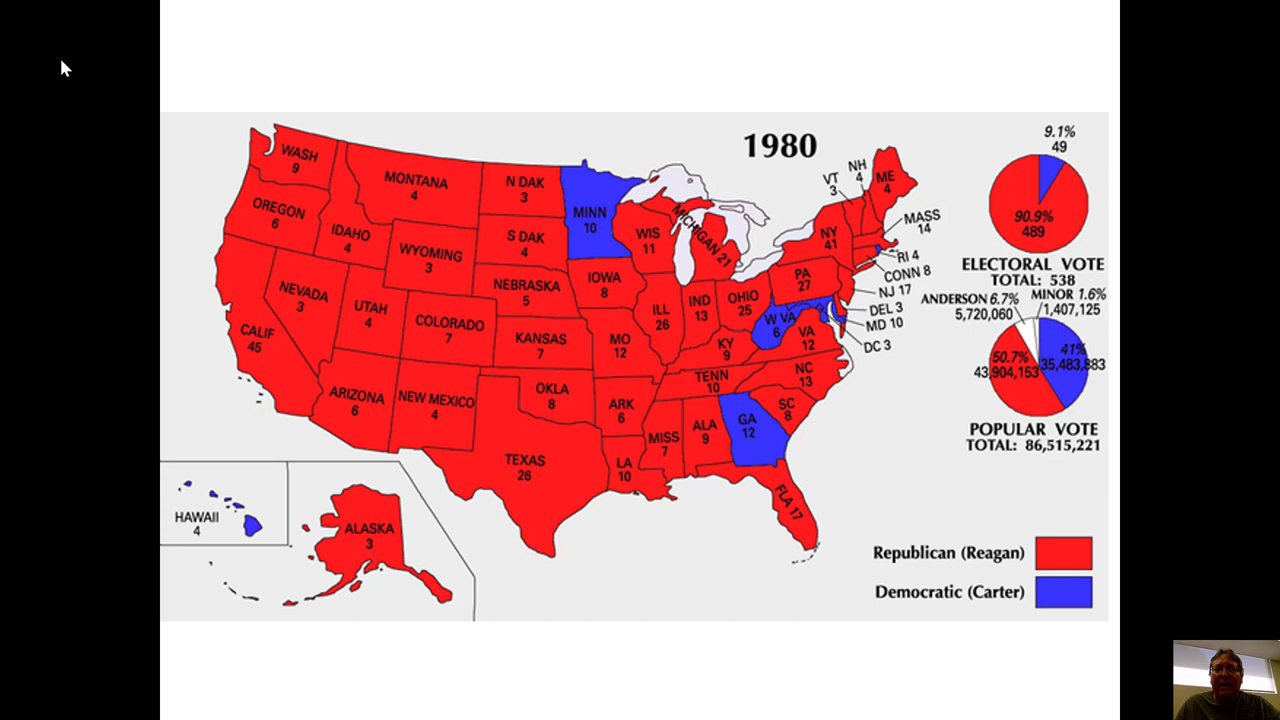 1980
WASH
9
OREGON
6
CALIF
45
NEVADA
3
IDAHO
4
MONTANA
4
WYOMING
3
UTAH
4
COLORADO
7
ARIZONA
6
NEW MEXICO
4
N DAK
3
S DAK
4
NEBRASKA
5
KANSAS
7
OKLA
8
TEXAS
26
MINN
10
IOWA
8
MO
12
ARK
6
LA
10
WIS
11
ILL
26
MICHIGAN 21
IND
13
OHIO
25
KY
9
TENN
10
MISS
7
ALA
9
GA
12
FLA 17
SC
8
NC
13
VA
12
W VA
6
PA
27
NY
41
VT
3
NH
4
ME
4
MASS
14
RI 4
CONN 8
NJ 17
DEL 3
MD 10
DC 3
HAWAII
4
ALASKA
3
9.1%
49
90.9%
489
ELECTORAL VOTE
TOTAL: 538
ANDERSON 6.7%
5,720,060
MINOR 1.6%
1,407,125
50.7%
43,904,153
41%
35,483,883
POPULAR VOTE
TOTAL: 86,515,221
Republican (Reagan)
Democratic (Carter)